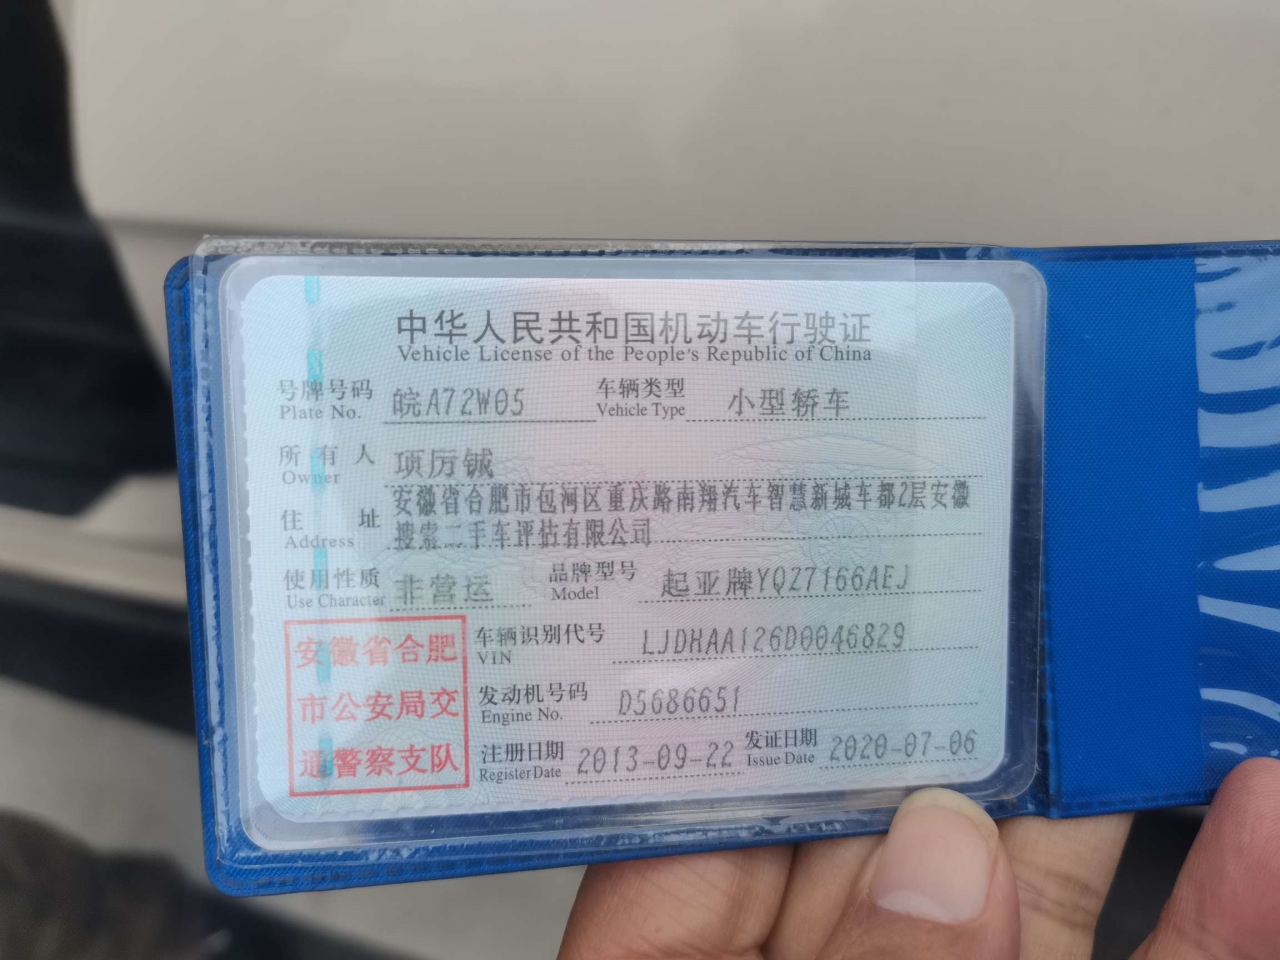 中华人民共和国机动车行驶证
Vehicle License of the People's Republic of China
号牌号码 皖A72W05 车辆类型 小型轿车
Plate No. Vehicle Type
所有人 项厉铖
Owner
住址 安徽省合肥市包河区重庆路南翔汽车智慧新城车都2层安徽
Address 搜索二手车评估有限公司
使用性质 非营运 品牌型号 起亚牌YQZ7166AEJ
Use Character Model
安徽省合肥
市公安局交
通警察支队
车辆识别代号 LJDHAA126D0046829
VIN
发动机号码 D5686651
Engine No.
注册日期 2013-09-22 发证日期 2020-07-06
Register Date Issue Date